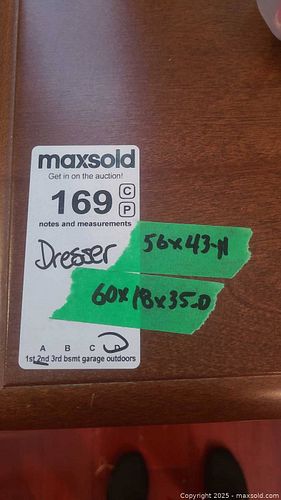 maxsold
Get in on the auction!
169 C
P
notes and measurements
Dresser
56x43-M
60x18x35-D
A B C D
1st 2nd 3rd bsmt garage outdoors
Copyright 2025 - maxsold.com